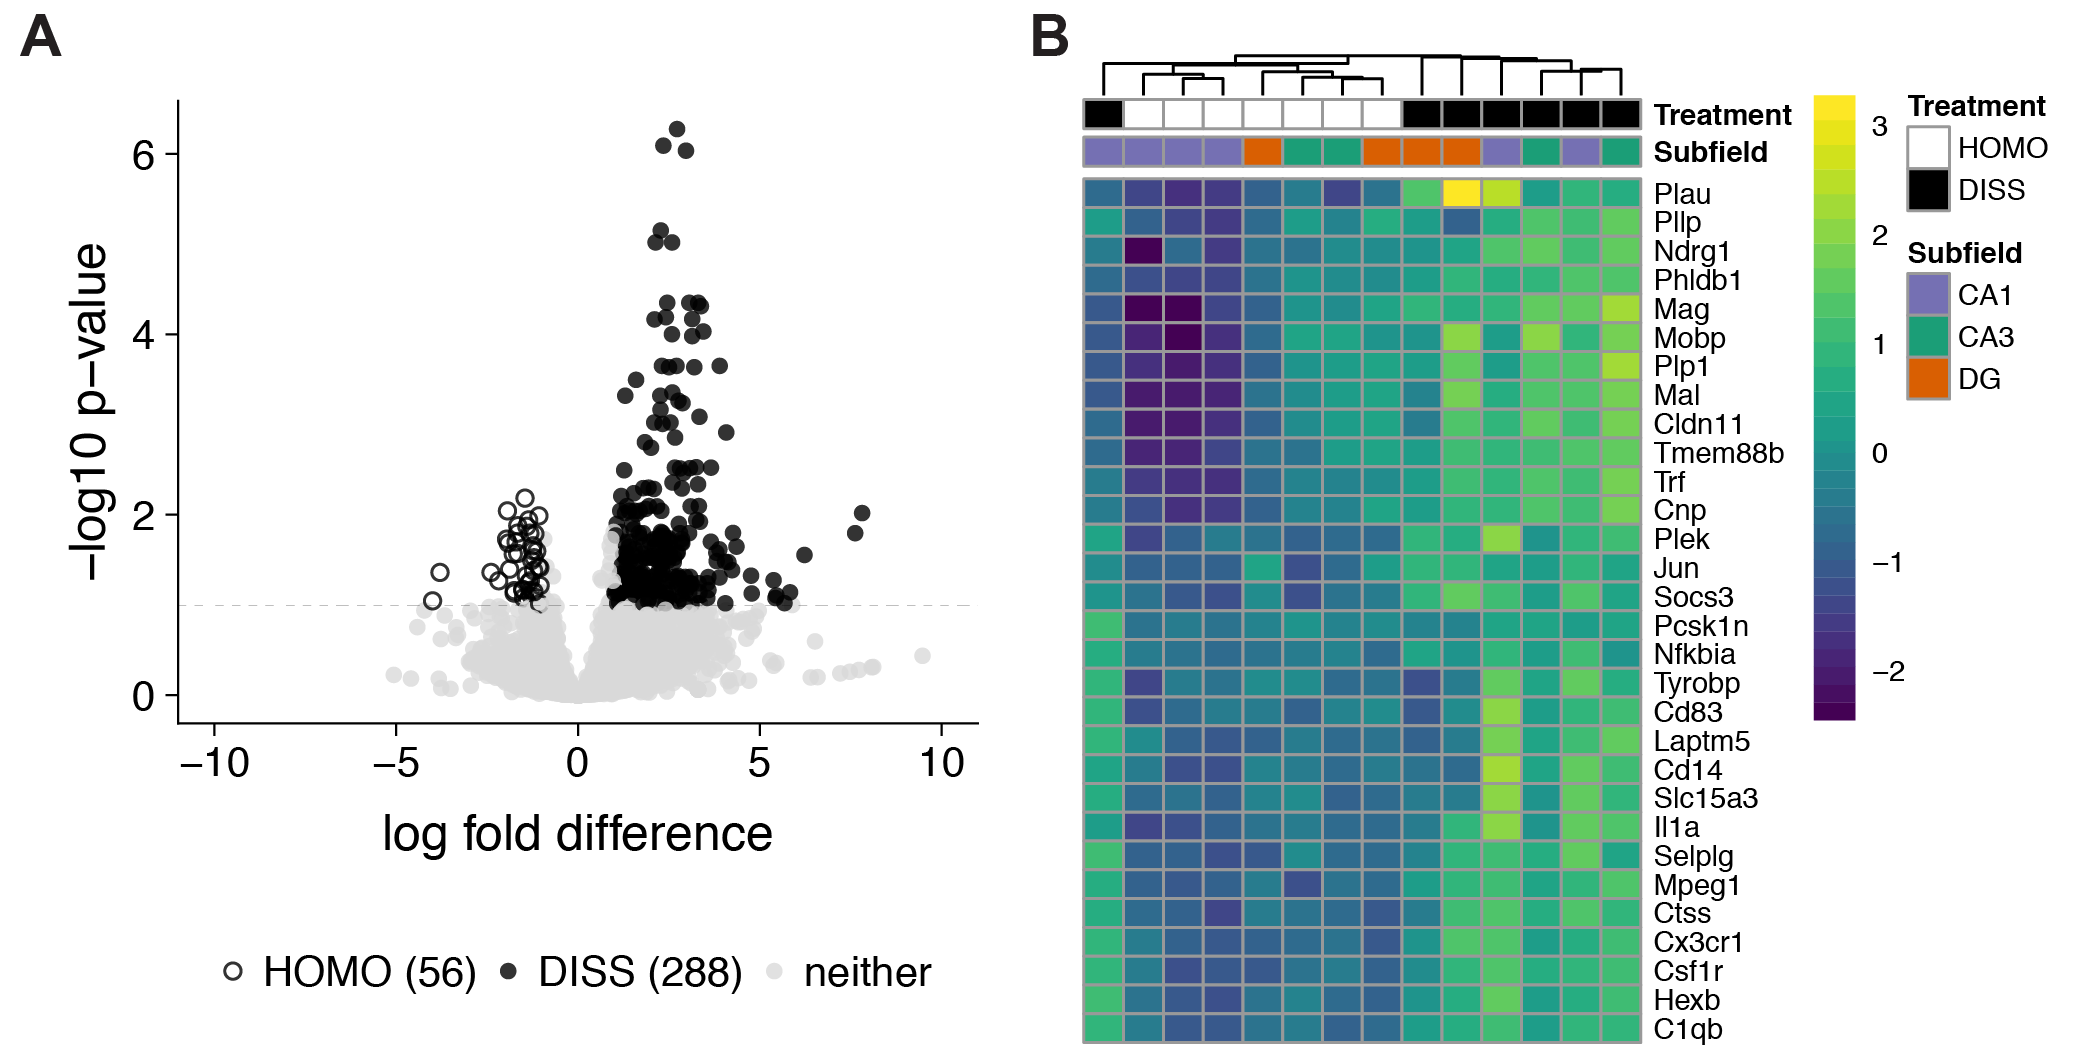 A
−log10 p−value
6
4
2
0
−10
−5
0
5
10
log fold difference
HOMO (56)
DISS (288)
neither
B
Treatment
Subfield
Plau
Pllp
Ndrg1
Phldb1
Mag
Mobp
Plp1
Mal
Cldn11
Tmem88b
Trf
Cnp
Plek
Jun
Socs3
Pcsk1n
Nfkbia
Tyrobp
Cd83
Laptm5
Cd14
Slc15a3
Il1a
Selplg
Mpeg1
Ctss
Cx3cr1
Csf1r
Hexb
C1qb
3
2
1
0
−1
−2
Treatment
HOMO
DISS
Subfield
CA1
CA3
DG